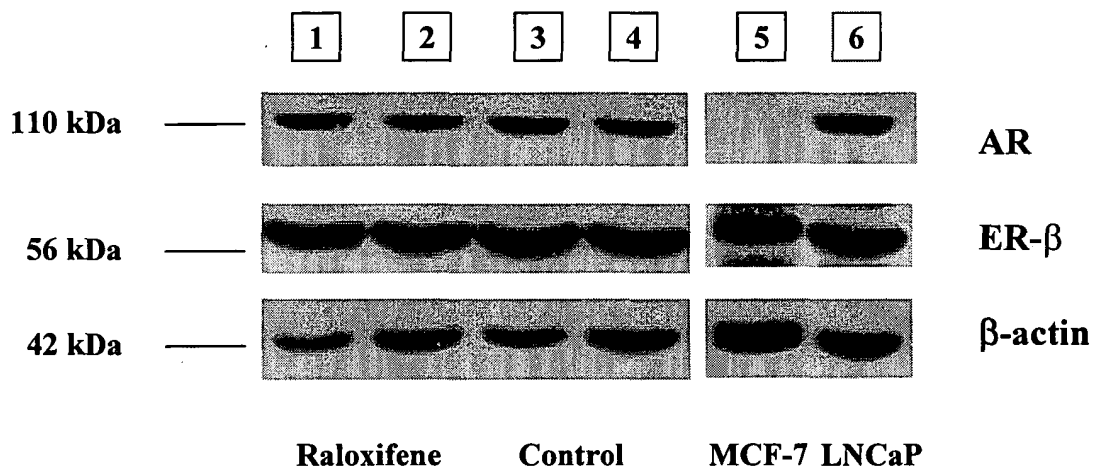 1 2 3 4 5 6
110 kDa
AR
56 kDa
ER-β
42 kDa
β-actin
Raloxifene Control MCF-7 LNCaP